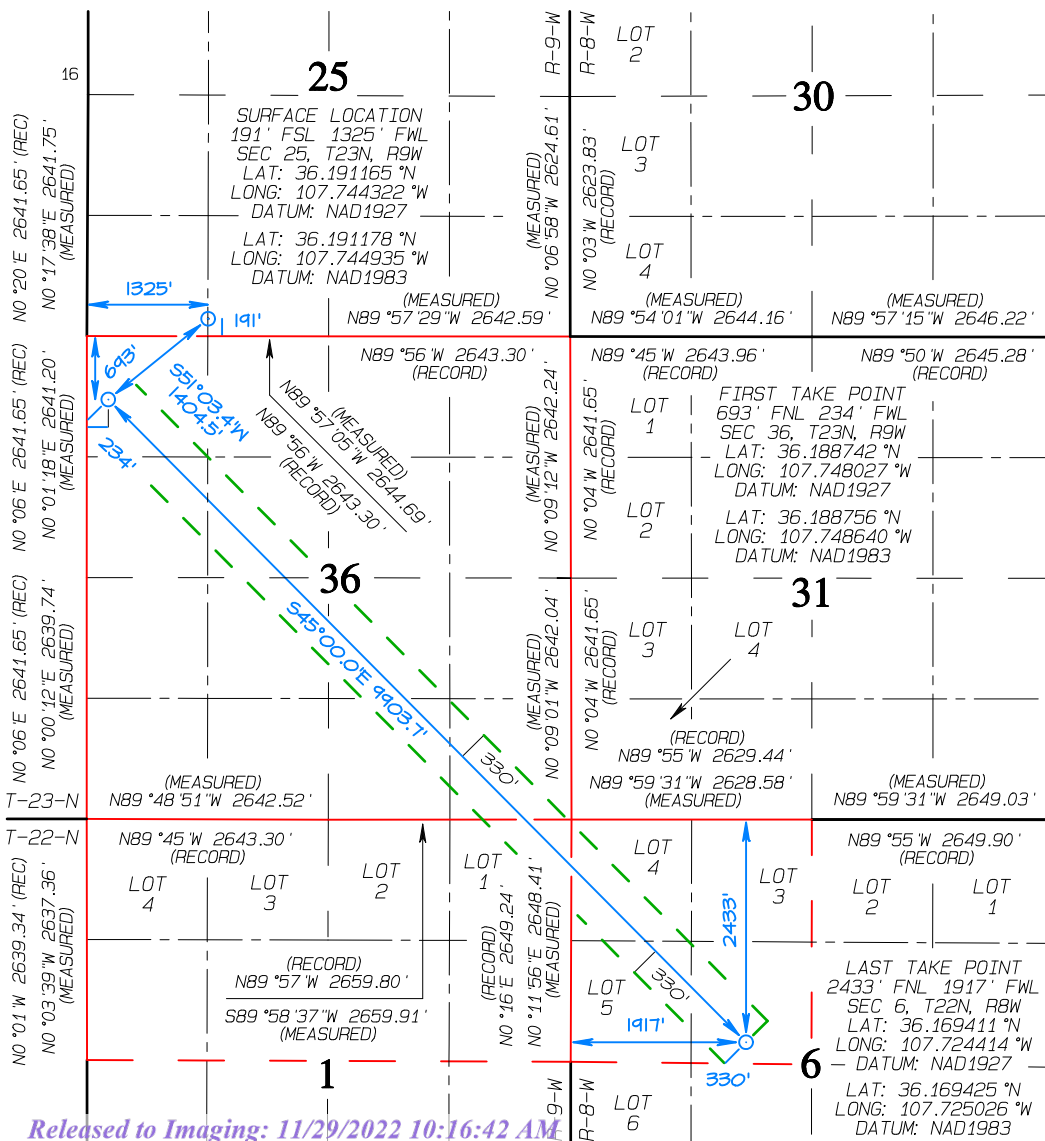 R-9-W
R-8-W
LOT
2
16
25
30
SURFACE LOCATION
191' FSL 1325' FWL
SEC 25, T23N, R9W
LAT: 36.191165 °N
LONG: 107.744322 °W
DATUM: NAD1927
LAT: 36.191178 °N
LONG: 107.744935 °W
DATUM: NAD1983
N0 °20'E 2641.65' (REC)
N0 °17'38"E 2641.75'
(MEASURED)
(MEASURED)
N0 °06'58"W 2624.61'
N0 °03'W 2623.83'
(RECORD)
LOT
3
LOT
4
1325'
191'
(MEASURED)
N89 °57'29"W 2642.59'
(MEASURED)
N89 °54'01"W 2644.16'
(MEASURED)
N89 °57'15"W 2646.22'
N89 °56'W 2643.30'
(RECORD)
N89 °45'W 2643.96'
(RECORD)
N89 °50'W 2645.28'
(RECORD)
693'
S51°03.4'W
1404.5'
234'
(MEASURED)
N89 °57'05"W 2644.69'
N89 °56'W 2643.30'
(RECORD)
N0 °06'E 2641.65' (REC)
N0 °01'18"E 2641.20'
(MEASURED)
(MEASURED)
N0 °09'12"W 2642.24'
N0 °04'W 2641.65'
(RECORD)
LOT
1
LOT
2
FIRST TAKE POINT
693' FNL 234' FWL
SEC 36, T23N, R9W
LAT: 36.188742 °N
LONG: 107.748027 °W
DATUM: NAD1927
LAT: 36.188756 °N
LONG: 107.748640 °W
DATUM: NAD1983
36
31
S45°00.0'E 9903.7'
N0 °06'E 2641.65' (REC)
N0 °00'12"E 2639.74'
(MEASURED)
(MEASURED)
N0 °09'01"W 2642.04'
N0 °04'W 2641.65'
(RECORD)
LOT
3
LOT
4
330'
(RECORD)
N89 °55'W 2629.44'
N89 °59'31"W 2628.58'
(MEASURED)
(MEASURED)
N89 °48'51"W 2642.52'
(MEASURED)
N89 °59'31"W 2649.03'
T-23-N
T-22-N
N89 °45'W 2643.30'
(RECORD)
N89 °55'W 2649.90'
(RECORD)
LOT
4
LOT
3
LOT
2
LOT
1
LOT
4
LOT
3
LOT
2
LOT
1
N0 °01'W 2639.34' (REC)
N0 °03'39"W 2637.36'
(MEASURED)
(RECORD)
N0 °16'E 2649.24'
N0 °11'56"E 2648.41'
(MEASURED)
2433'
(RECORD)
N89 °57'W 2659.80'
S89 °58'37"W 2659.91'
(MEASURED)
LOT
5
330'
1917'
330'
LAST TAKE POINT
2433' FNL 1917' FWL
SEC 6, T22N, R8W
LAT: 36.169411 °N
LONG: 107.724414 °W
DATUM: NAD1927
LAT: 36.169425 °N
LONG: 107.725026 °W
DATUM: NAD1983
1
6
R-9-W
R-8-W
LOT
6
Released to Imaging: 11/29/2022 10:16:42 AM